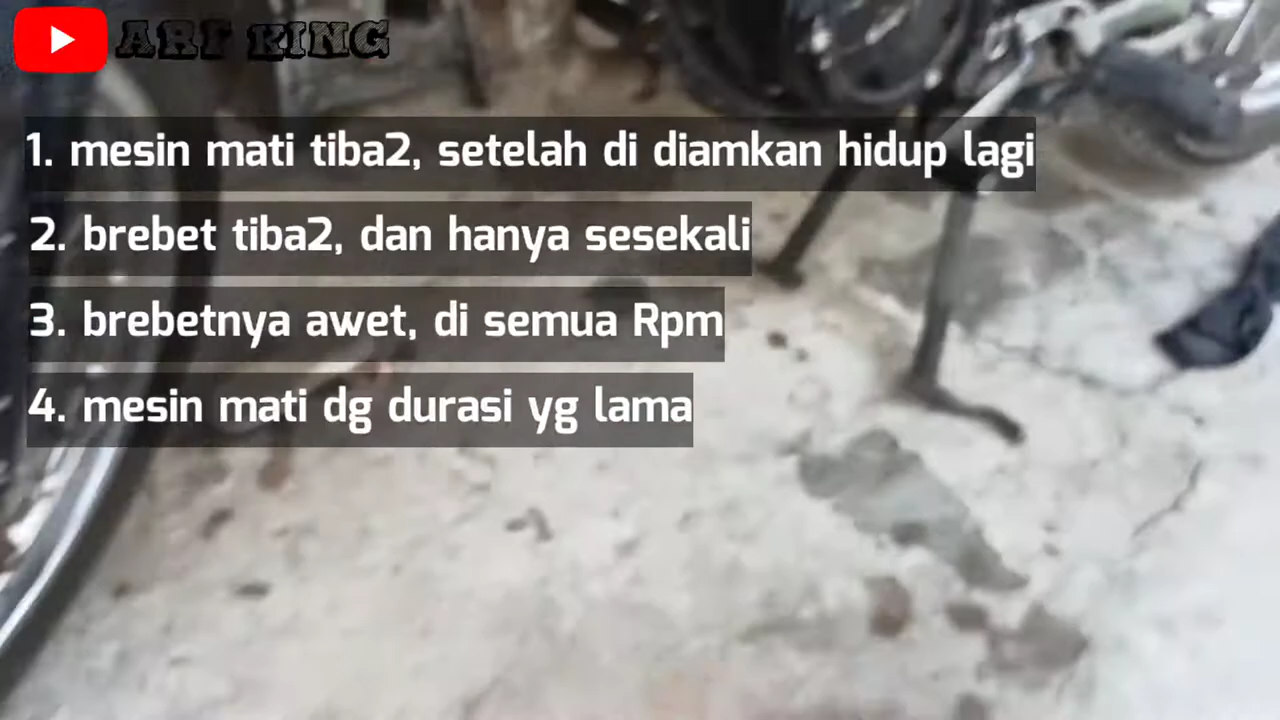 ARF KING
1. mesin mati tiba2, setelah di diamkan hidup lagi
2. brebet tiba2, dan hanya sesekali
3. brebetnya awet, di semua Rpm
4. mesin mati dg durasi yg lama